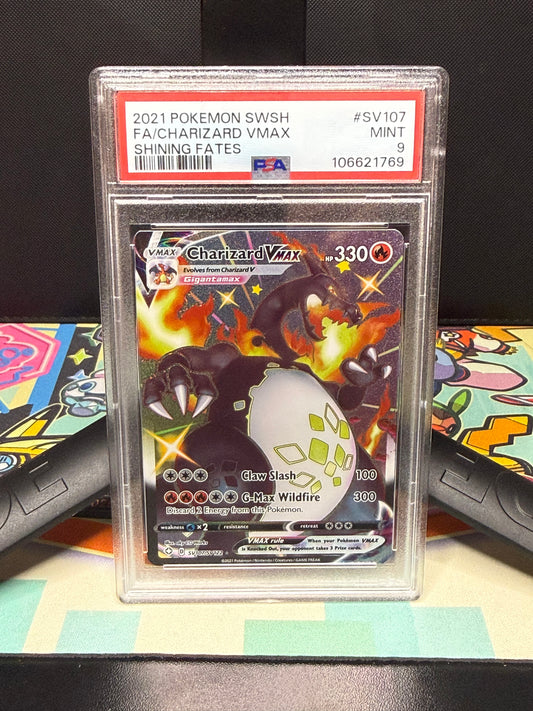 2021 POKEMON SWSH #SV107
FA/CHARIZARD VMAX MINT
SHINING FATES 9
PSA 106621769
VMAX Charizard VMAX HP 330
Evolves from Charizard V
Gigantamax
Claw Slash 100
G-Max Wildfire 300
Discard 2 Energy from this Pokémon.
weakness ×2 resistance retreat
VMAX rule When your Pokémon VMAX
is Knocked Out, your opponent takes 3 Prize cards.
©2021 Pokémon / Nintendo / Creatures / GAME FREAK